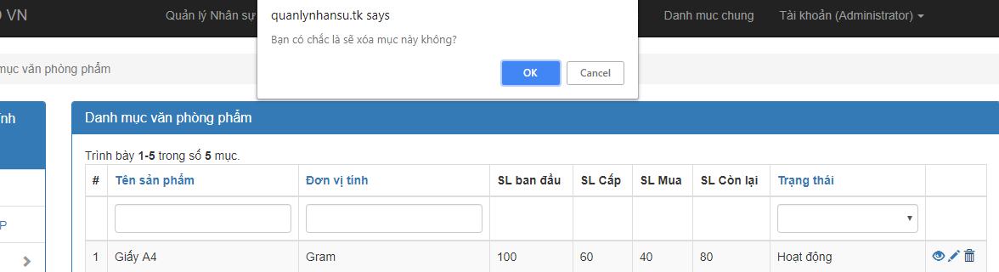 VN
Quản lý Nhân sự
Danh muc chung
Tài khoản (Administrator)
quanlynhansu.tk says
Bạn có chắc là sẽ xóa mục này không?
OK
Cancel
mục văn phòng phẩm
Danh mục văn phòng phẩm
Trình bày 1-5 trong số 5 mục.
# Tên sản phẩm Đơn vị tính SL ban đầu SL Cấp SL Mua SL Còn lại Trạng thái
1 Giấy A4 Gram 100 60 40 80 Hoạt động